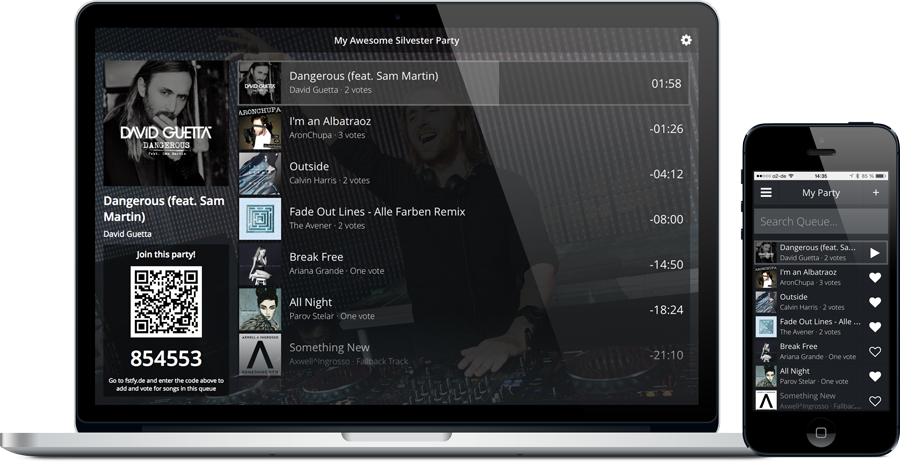 My Awesome Silvester Party
DAVID GUETTA
DANGEROUS
feat. Sam Martin
Dangerous (feat. Sam
Martin)
David Guetta
Join this party!
854553
Go to fstfy.de and enter the code above to
add and vote for songs in this queue
Dangerous (feat. Sam Martin)
David Guetta · 2 votes
01:58
ARONCHUPA
I'm an Albatraoz
AronChupa · 3 votes
-01:26
Outside
Calvin Harris · 2 votes
-04:12
Fade Out Lines - Alle Farben Remix
The Avener · 2 votes
-08:00
Break Free
Ariana Grande · One vote
-14:50
All Night
Parov Stelar · One vote
-18:24
AXWELL Λ INGROSSO
Something New
Axwell^Ingrosso · Fallback Track
-21:10
o2-de
14:35
85 %
My Party
+
Search Queue...
Dangerous (feat. Sa...
David Guetta · 2 votes
I'm an Albatraoz
AronChupa · 3 votes
Outside
Calvin Harris · 2 votes
Fade Out Lines - Alle ...
The Avener · 2 votes
Break Free
Ariana Grande · One vote
All Night
Parov Stelar · One vote
Something New
Axwell^Ingrosso · Fallbac...